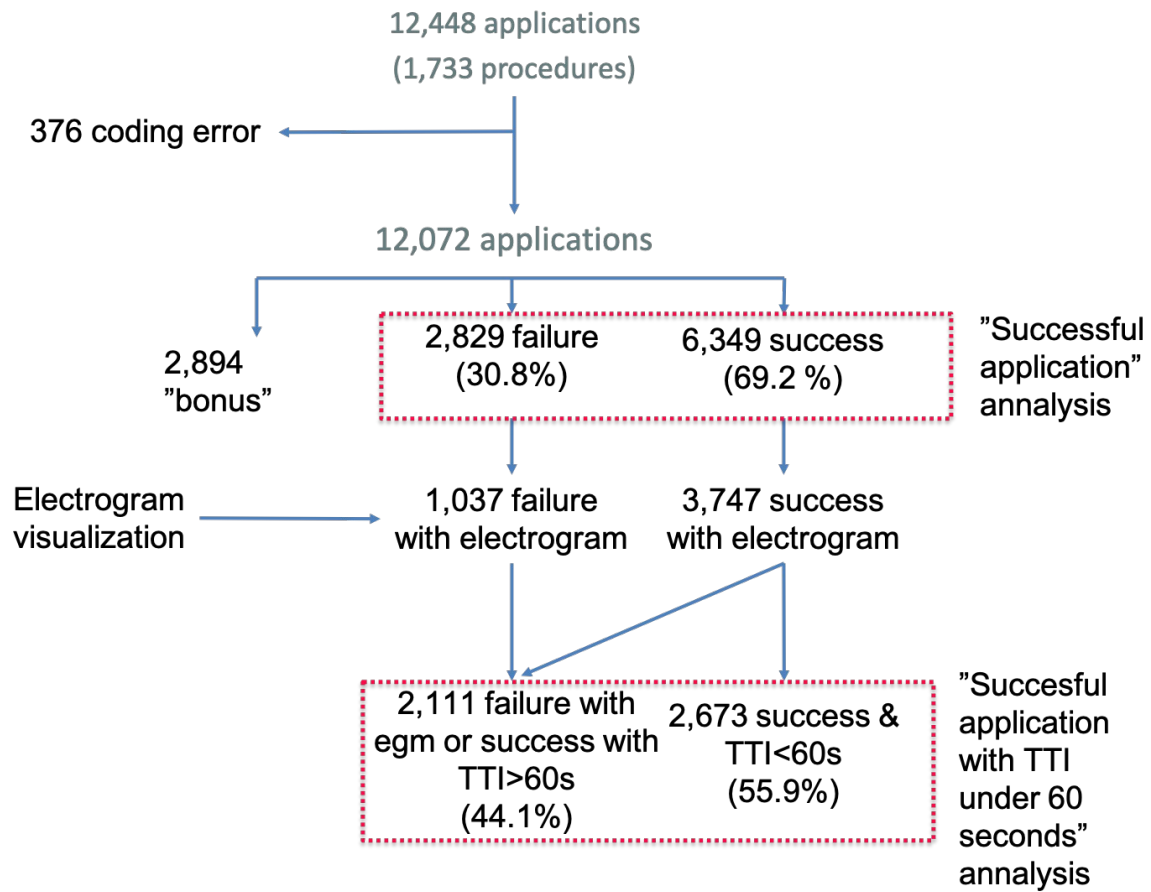 12,448 applications
(1,733 procedures)
376 coding error
12,072 applications
2,894
”bonus”
2,829 failure
(30.8%)
6,349 success
(69.2 %)
”Successful
application”
annalysis
Electrogram
visualization
1,037 failure
with electrogram
3,747 success
with electrogram
2,111 failure with
egm or success with
TTI>60s
(44.1%)
2,673 success &
TTI<60s
(55.9%)
”Succesful
application
with TTI
under 60
seconds”
annalysis